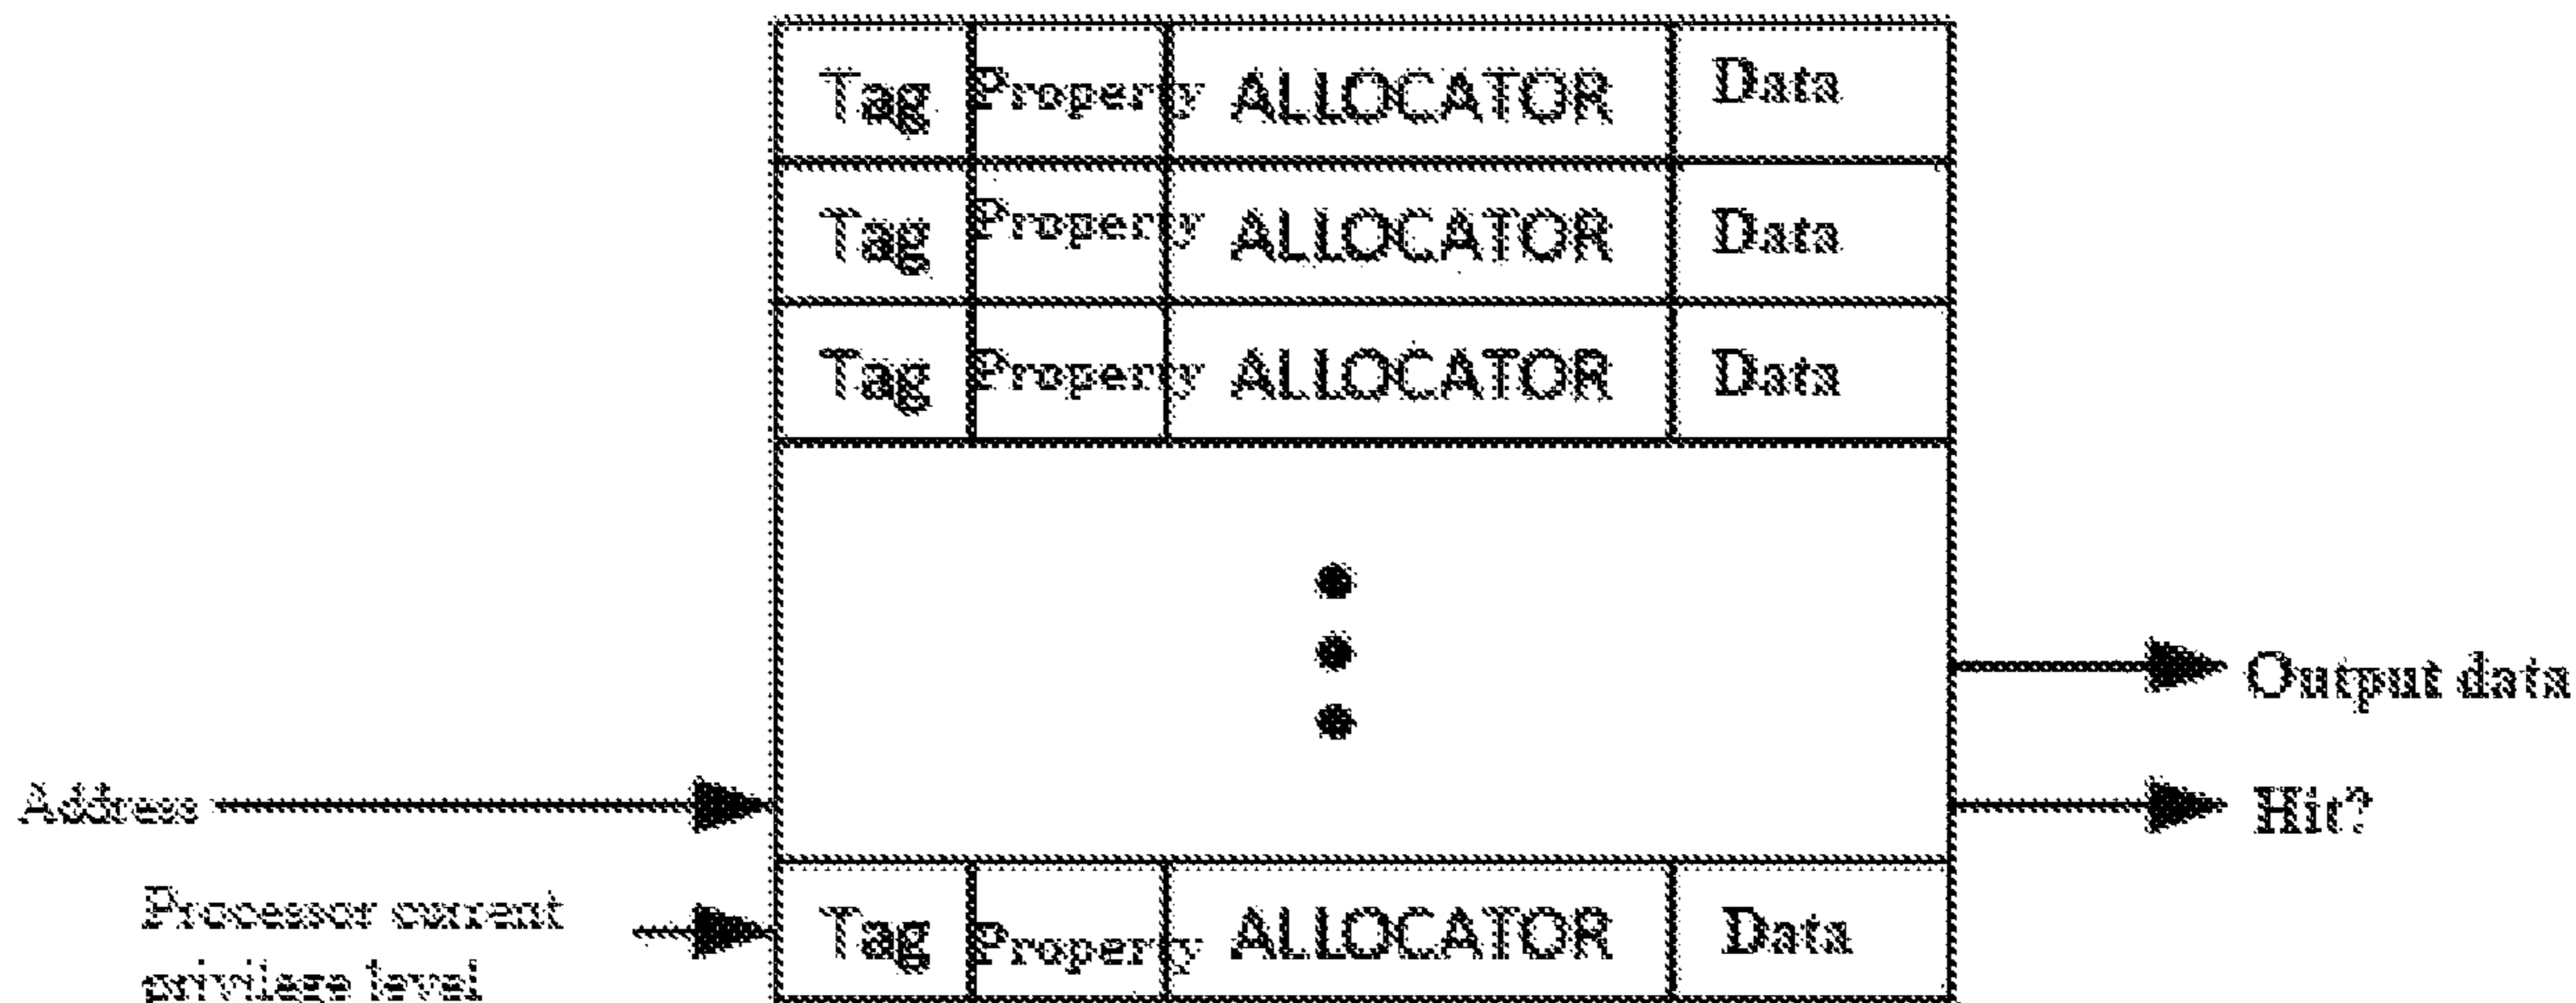 Tag Property ALLOCATOR Data
Tag Property ALLOCATOR Data
Tag Property ALLOCATOR Data
Output data
Address
Hit?
Processor current
privilege level
Tag Property ALLOCATOR Data